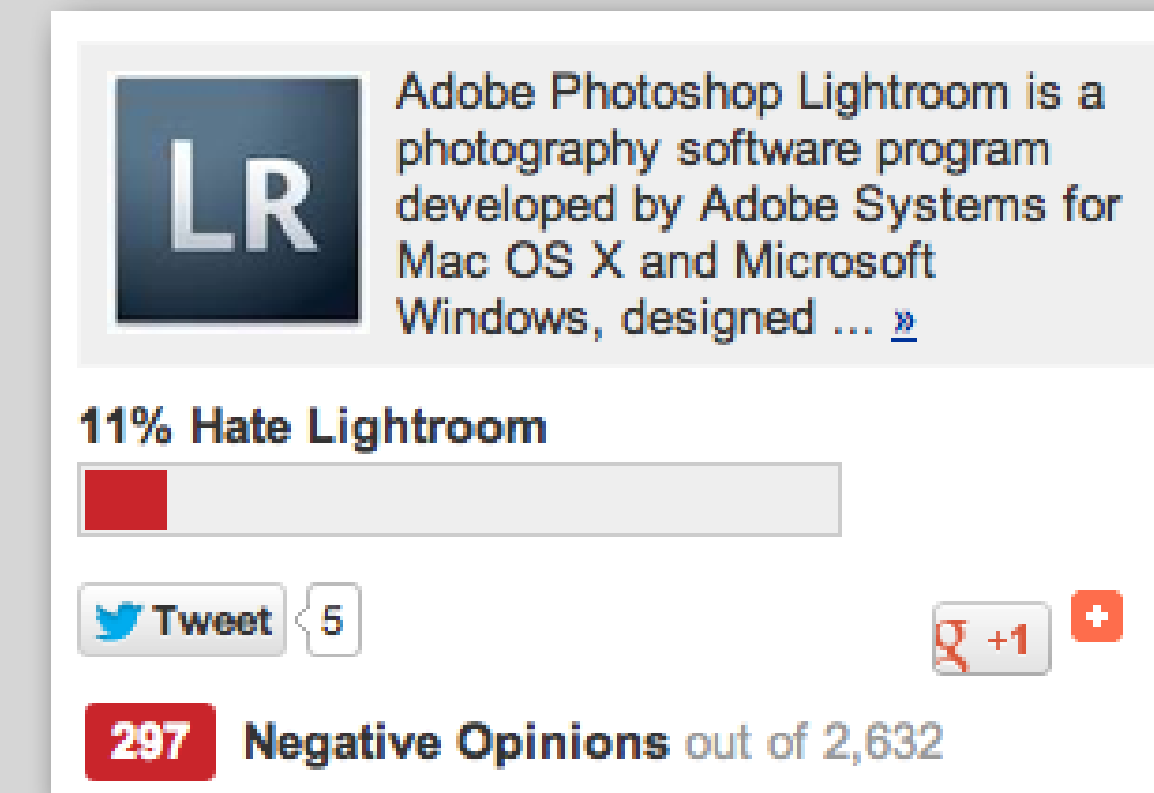 LR
Adobe Photoshop Lightroom is a
photography software program
developed by Adobe Systems for
Mac OS X and Microsoft
Windows, designed ... »
11% Hate Lightroom
Tweet 5
g +1
297 Negative Opinions out of 2,632